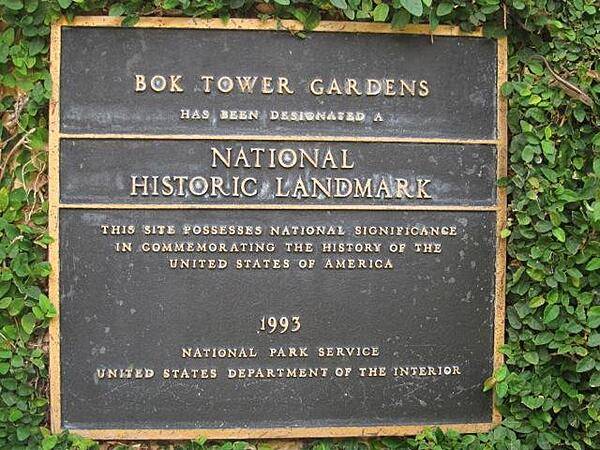 BOK TOWER GARDENS
HAS BEEN DESIGNATED A
NATIONAL
HISTORIC LANDMARK
THIS SITE POSSESSES NATIONAL SIGNIFICANCE
IN COMMEMORATING THE HISTORY OF THE
UNITED STATES OF AMERICA
1993
NATIONAL PARK SERVICE
UNITED STATES DEPARTMENT OF THE INTERIOR